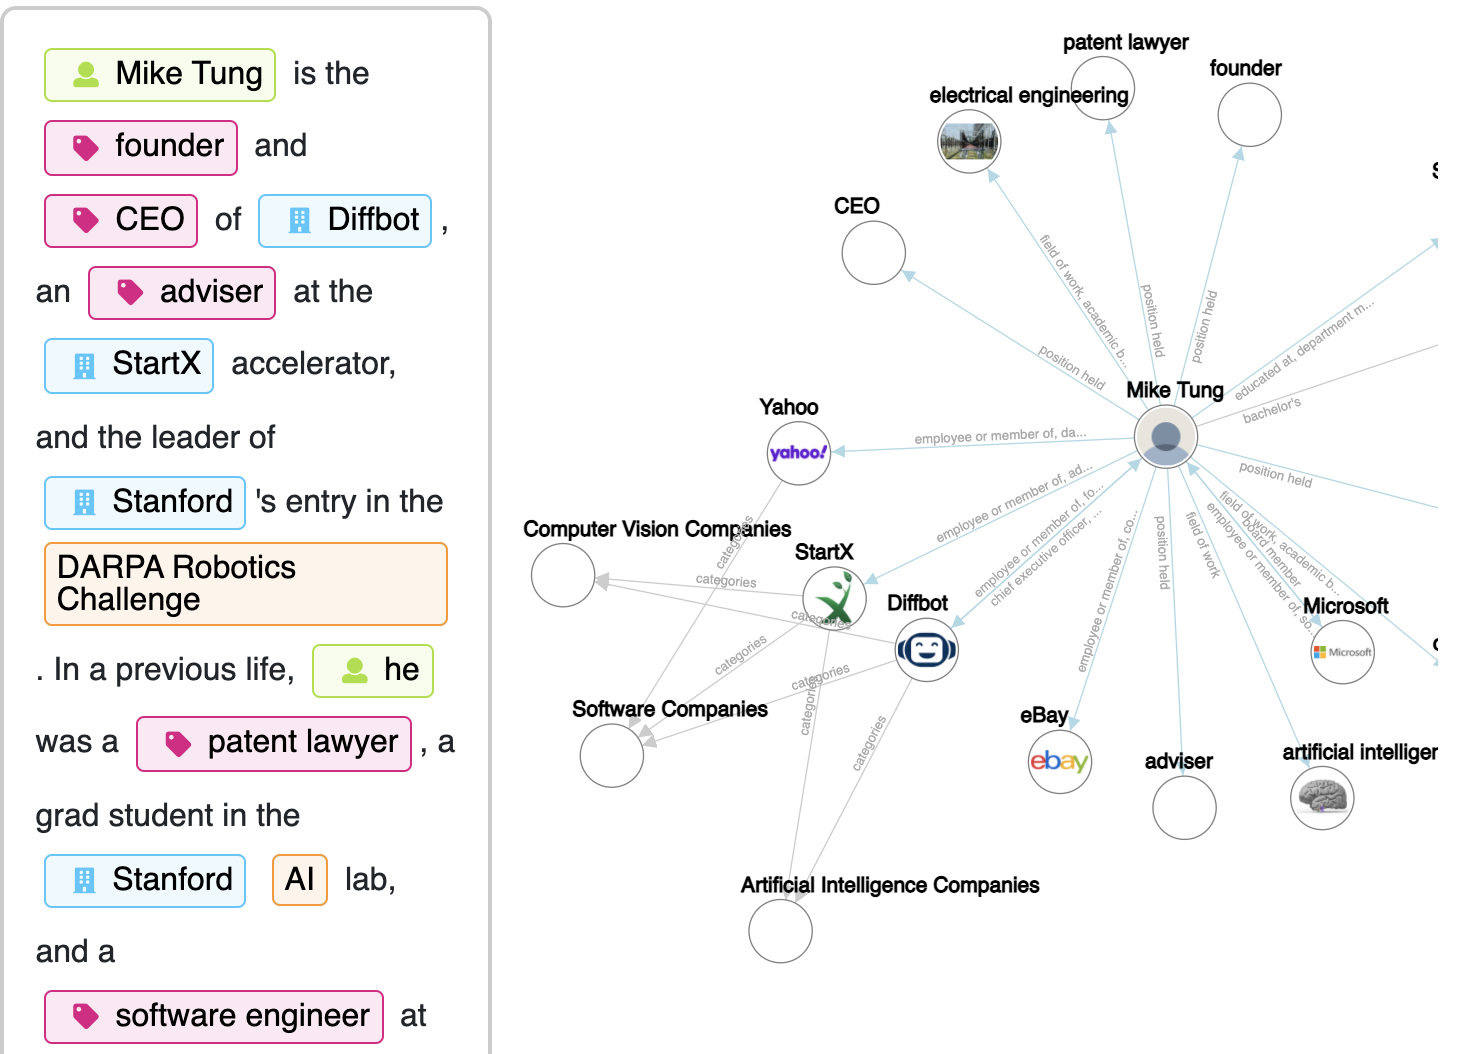 Mike Tung is the
founder and
CEO of Diffbot ,
an adviser at the
StartX accelerator,
and the leader of
Stanford 's entry in the
DARPA Robotics
Challenge
. In a previous life, he
was a patent lawyer , a
grad student in the
Stanford AI lab,
and a
software engineer at
patent lawyer
founder
electrical engineering
CEO
field of work, academic b...
position held
position held
position held
educated at, department m...
bachelor's
Mike Tung
Yahoo
yahoo!
employee or member of, da...
position held
employee or member of, ad...
employee or member of, fo...
chief executive officer, ...
employee or member of, co...
position held
field of work
field of work, academic b...
board member
employee or member of, so...
Computer Vision Companies
categories
StartX
categories
Diffbot
categories
Microsoft
Microsoft
categories
categories
categories
categories
Software Companies
eBay
ebay
adviser
artificial intelliger
Artificial Intelligence Companies